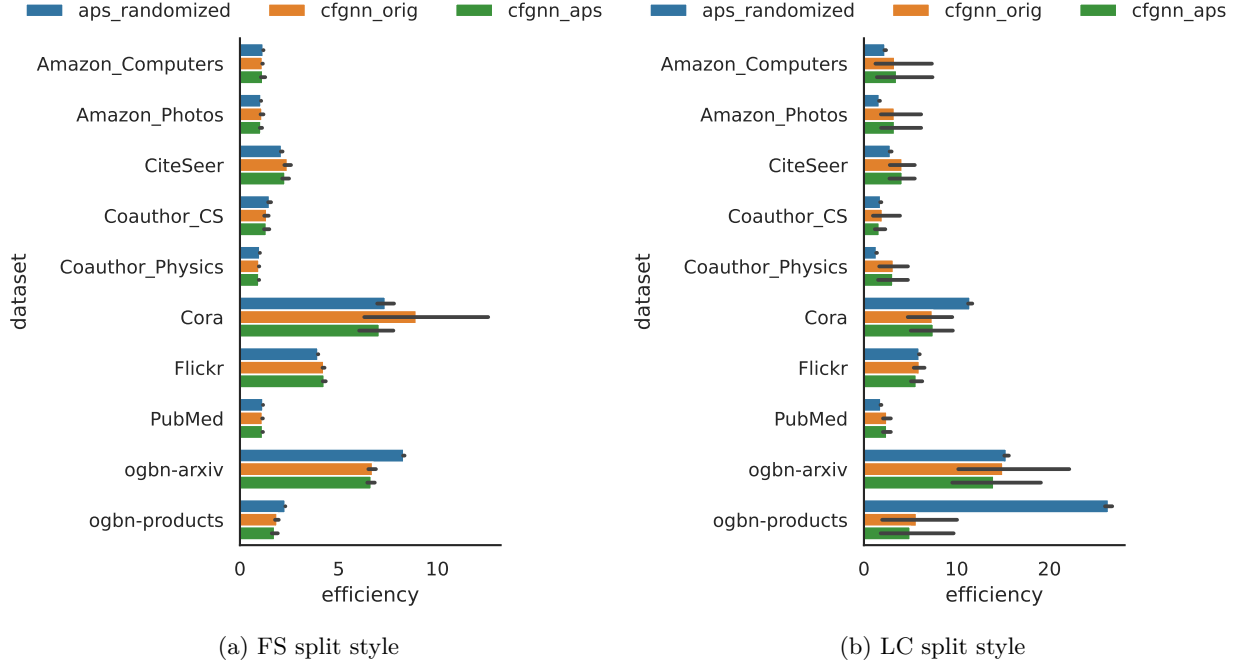 aps_randomized cfgnn_orig cfgnn_aps
dataset
Amazon_Computers
Amazon_Photos
CiteSeer
Coauthor_CS
Coauthor_Physics
Cora
Flickr
PubMed
ogbn-arxiv
ogbn-products
0 5 10
efficiency
(a) FS split style
aps_randomized cfgnn_orig cfgnn_aps
dataset
Amazon_Computers
Amazon_Photos
CiteSeer
Coauthor_CS
Coauthor_Physics
Cora
Flickr
PubMed
ogbn-arxiv
ogbn-products
0 10 20
efficiency
(b) LC split style